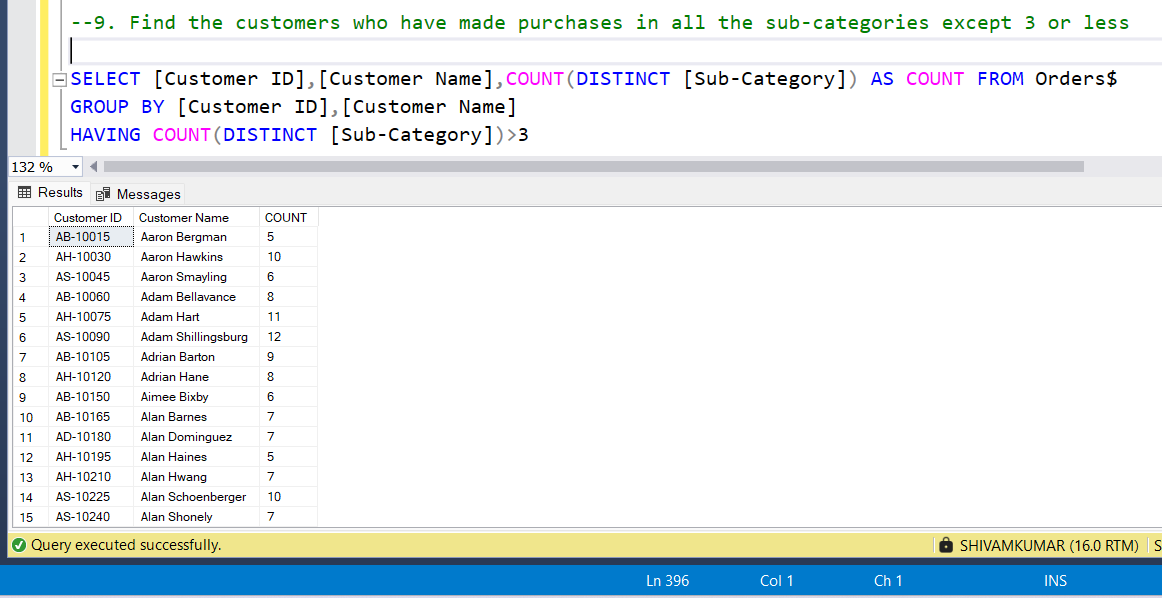 --9. Find the customers who have made purchases in all the sub-categories except 3 or less
SELECT [Customer ID],[Customer Name],COUNT(DISTINCT [Sub-Category]) AS COUNT FROM Orders$
GROUP BY [Customer ID],[Customer Name]
HAVING COUNT(DISTINCT [Sub-Category])>3
132 %
Results Messages
Customer ID Customer Name COUNT
1 AB-10015 Aaron Bergman 5
2 AH-10030 Aaron Hawkins 10
3 AS-10045 Aaron Smayling 6
4 AB-10060 Adam Bellavance 8
5 AH-10075 Adam Hart 11
6 AS-10090 Adam Shillingsburg 12
7 AB-10105 Adrian Barton 9
8 AH-10120 Adrian Hane 8
9 AB-10150 Aimee Bixby 6
10 AB-10165 Alan Barnes 7
11 AD-10180 Alan Dominguez 7
12 AH-10195 Alan Haines 5
13 AH-10210 Alan Hwang 7
14 AS-10225 Alan Schoenberger 10
15 AS-10240 Alan Shonely 7
Query executed successfully. SHIVAMKUMAR (16.0 RTM) S
Ln 396 Col 1 Ch 1 INS